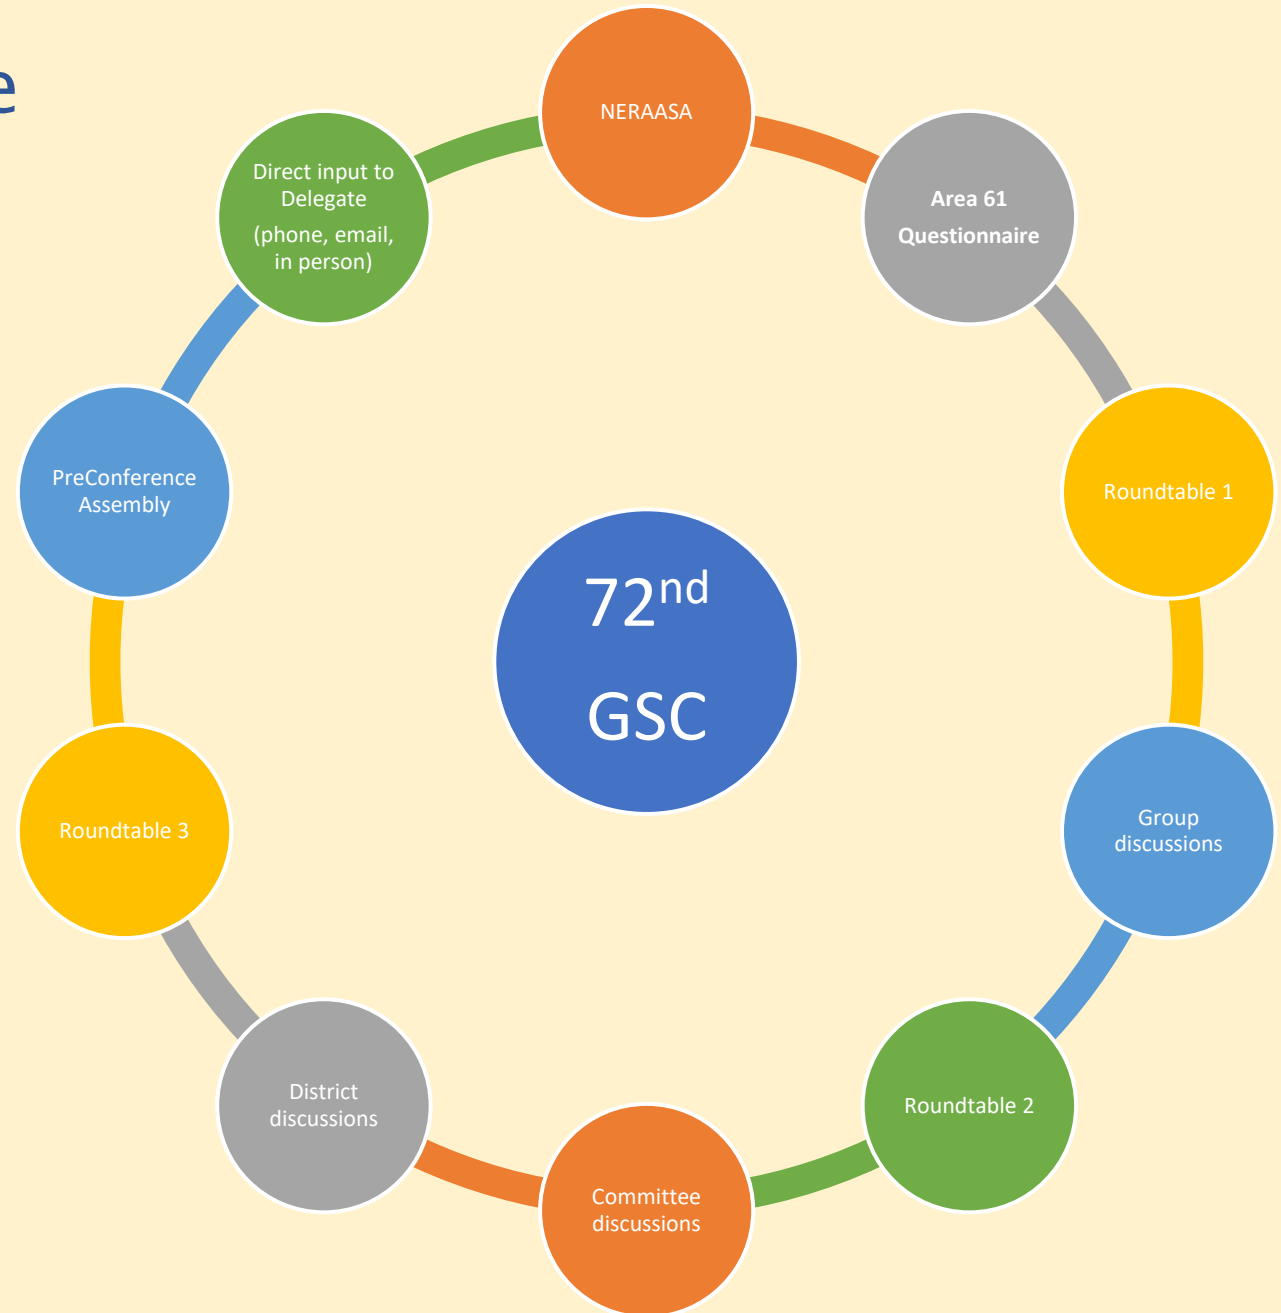 e
NERAASA
Direct input to
Delegate
(phone, email,
in person)
Area 61
Questionnaire
PreConference
Assembly
Roundtable 1
72nd
GSC
Roundtable 3
Group
discussions
District
discussions
Roundtable 2
Committee
discussions